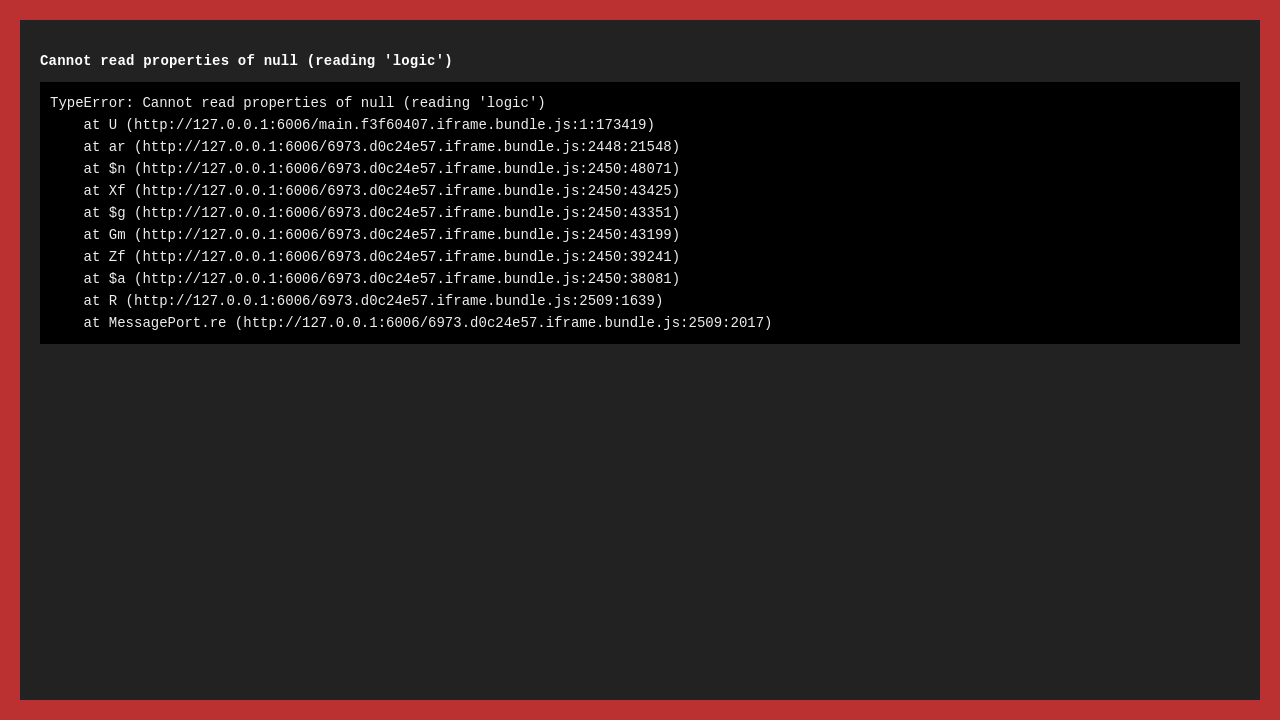 Cannot read properties of null (reading 'logic')
TypeError: Cannot read properties of null (reading 'logic')
    at U (http://127.0.0.1:6006/main.f3f60407.iframe.bundle.js:1:173419)
    at ar (http://127.0.0.1:6006/6973.d0c24e57.iframe.bundle.js:2448:21548)
    at $n (http://127.0.0.1:6006/6973.d0c24e57.iframe.bundle.js:2450:48071)
    at Xf (http://127.0.0.1:6006/6973.d0c24e57.iframe.bundle.js:2450:43425)
    at $g (http://127.0.0.1:6006/6973.d0c24e57.iframe.bundle.js:2450:43351)
    at Gm (http://127.0.0.1:6006/6973.d0c24e57.iframe.bundle.js:2450:43199)
    at Zf (http://127.0.0.1:6006/6973.d0c24e57.iframe.bundle.js:2450:39241)
    at $a (http://127.0.0.1:6006/6973.d0c24e57.iframe.bundle.js:2450:38081)
    at R (http://127.0.0.1:6006/6973.d0c24e57.iframe.bundle.js:2509:1639)
    at MessagePort.re (http://127.0.0.1:6006/6973.d0c24e57.iframe.bundle.js:2509:2017)